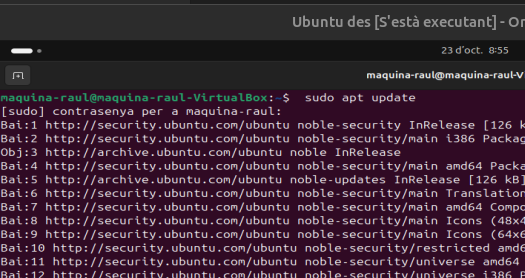 Ubuntu des [S'està executant] - Or
23 d'oct. 8:55
maquina-raul@maquina-raul-V
maquina-raul@maquina-raul-VirtualBox:~$ sudo apt update
[sudo] contrasenya per a maquina-raul:
Bai:1 http://security.ubuntu.com/ubuntu noble-security InRelease [126 k
Bai:2 http://security.ubuntu.com/ubuntu noble-security/main i386 Packag
Obj:3 http://archive.ubuntu.com/ubuntu noble InRelease
Bai:4 http://security.ubuntu.com/ubuntu noble-security/main amd64 Packa
Bai:5 http://archive.ubuntu.com/ubuntu noble-updates InRelease [126 kB]
Bai:6 http://security.ubuntu.com/ubuntu noble-security/main Translation
Bai:7 http://security.ubuntu.com/ubuntu noble-security/main amd64 Compo
Bai:8 http://security.ubuntu.com/ubuntu noble-security/main Icons (48x4
Bai:9 http://security.ubuntu.com/ubuntu noble-security/main Icons (64x6
Bai:10 http://security.ubuntu.com/ubuntu noble-security/restricted amd6
Bai:11 http://security.ubuntu.com/ubuntu noble-security/universe amd64
Bai:12 http://security.ubuntu.com/ubuntu noble-security/universe i386